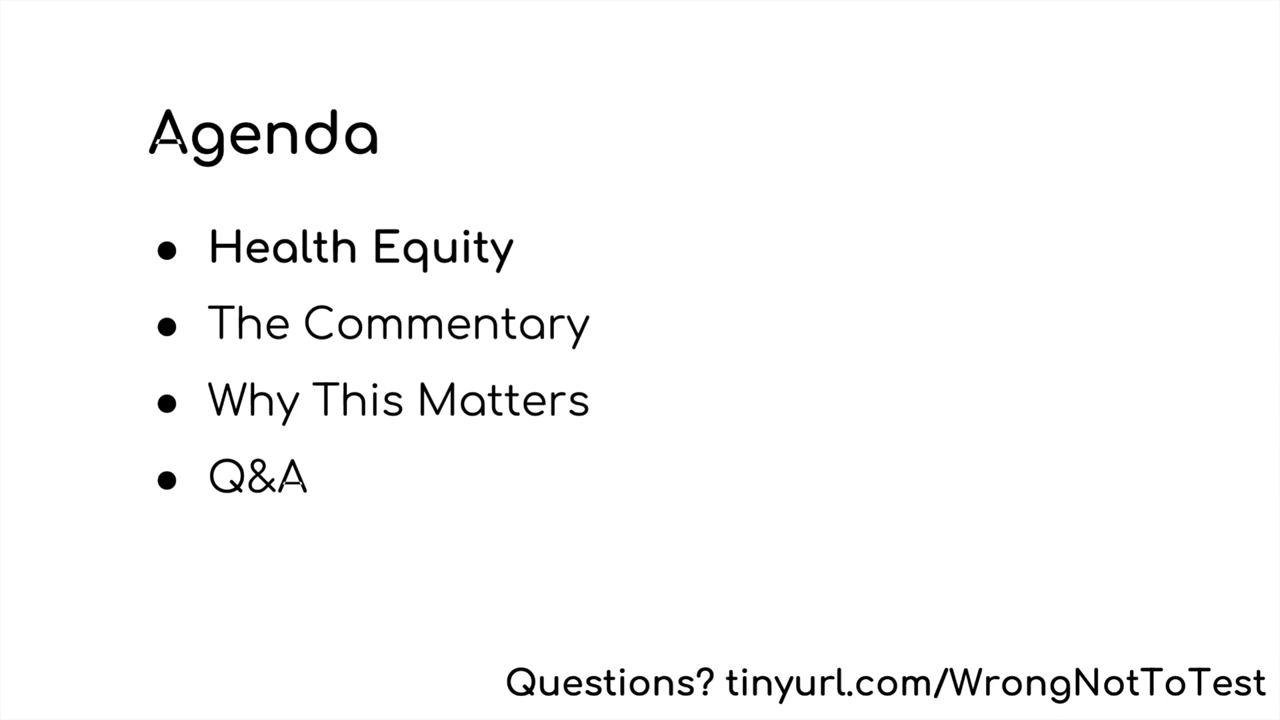 Agenda
● Health Equity
● The Commentary
● Why This Matters
● Q&A
Questions? tinyurl.com/WrongNotToTest